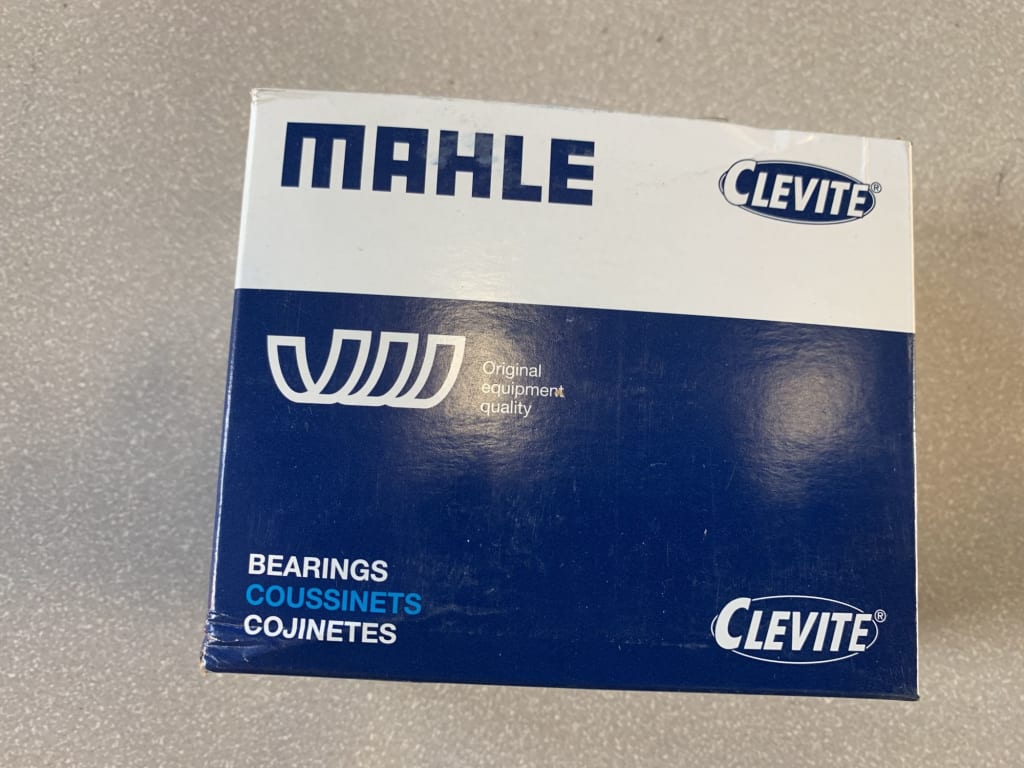 MAHLE
CLEVITE®
Original
equipment
quality
BEARINGS
COUSSINETS
COJINETES
CLEVITE®